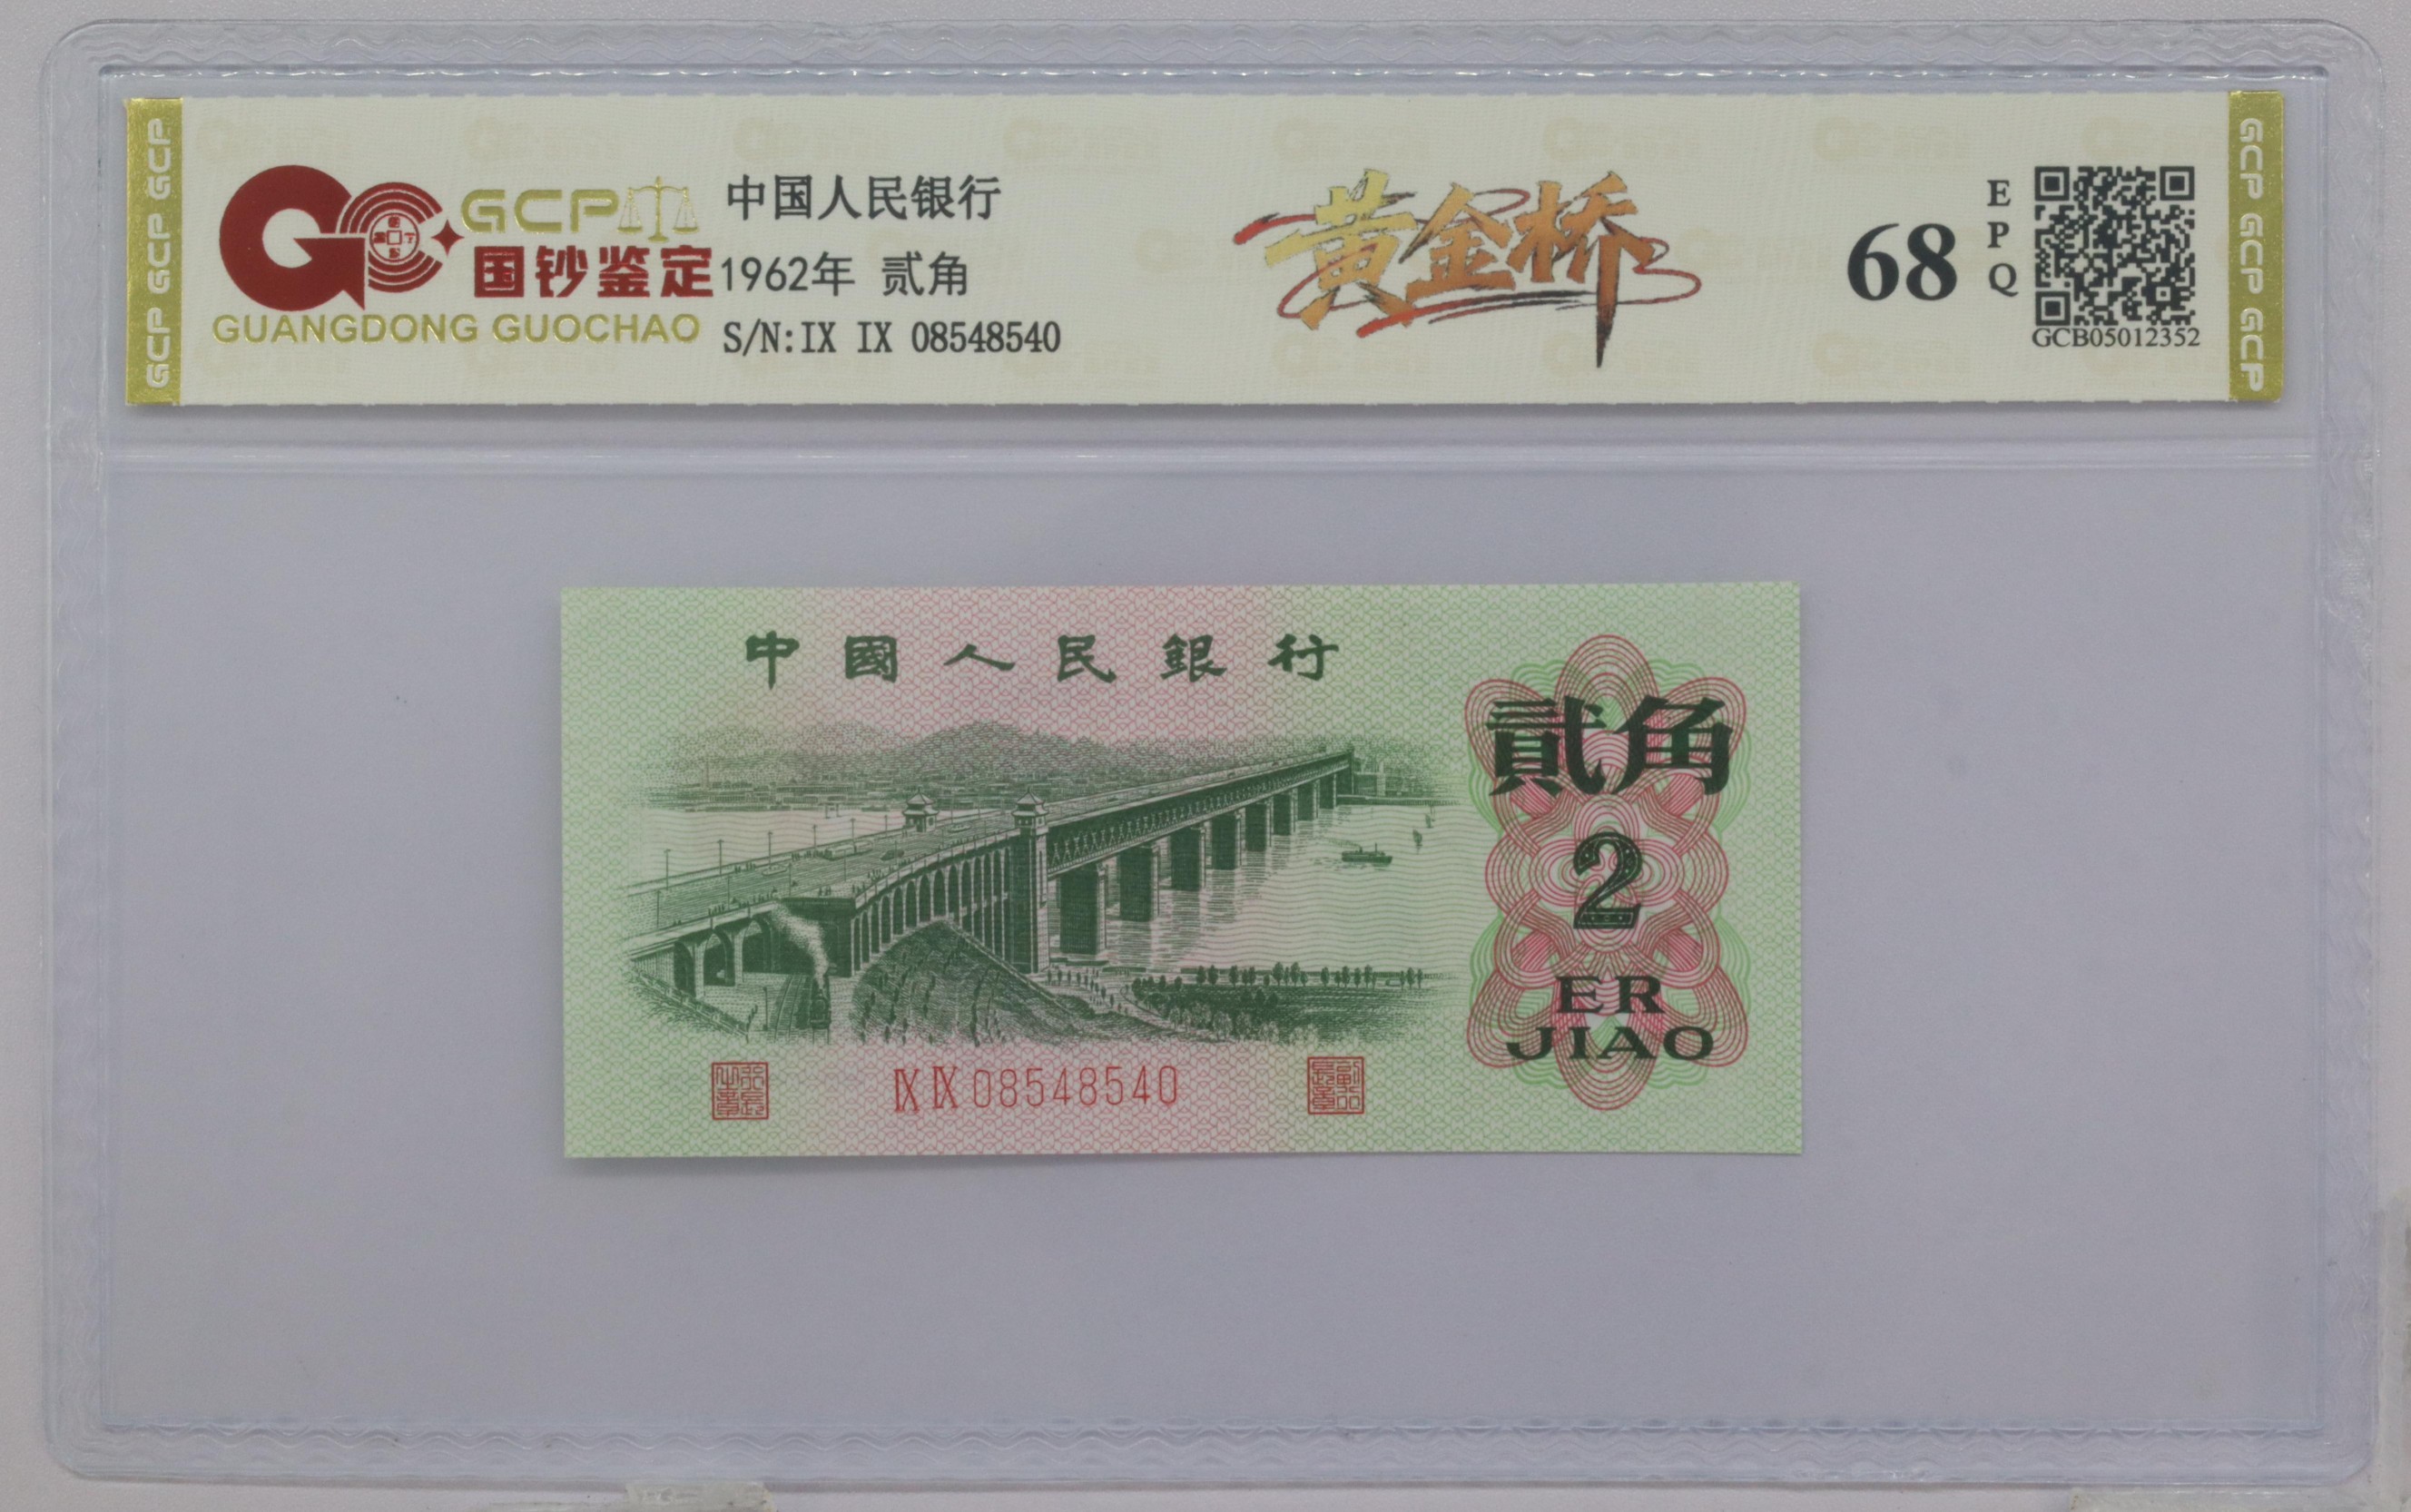 GCP GCP GCP
GCP
国钞鉴定
GUANGDONG GUOCHAO
中国人民银行
1962年 贰角
S/N:IX IX 08548540
黄金桥
68
EPQ
GCB05012352
GCP GCP GCP
中國人民銀行
貳角
2
ER
JIAO
IX IX 08548540